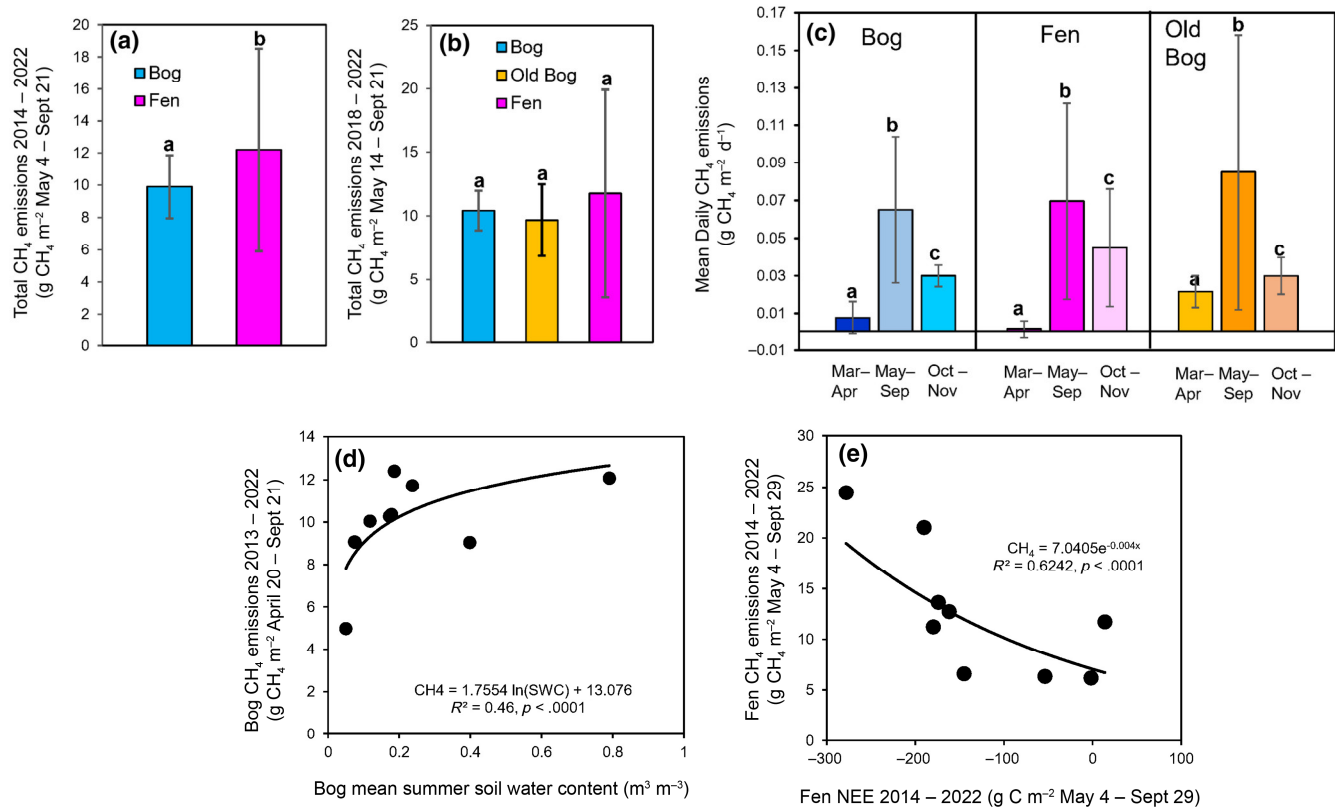 (a)
Total CH₄ emissions 2014 – 2022
(g CH₄ m⁻² May 4 – Sept 21)
20
18
16
14
12
10
8
6
4
2
0
Bog
Fen
a
b
(b)
Total CH₄ emissions 2018 – 2022
(g CH₄ m⁻² May 14 – Sept 21)
25
20
15
10
5
0
Bog
Old Bog
Fen
a
a
a
(c)
Mean Daily CH₄ emissions
(g CH₄ m⁻² d⁻¹)
0.17
0.15
0.13
0.11
0.09
0.07
0.05
0.03
0.01
–0.01
Bog
a
b
c
Fen
a
b
c
Old
Bog
a
b
c
Mar–
Apr
May–
Sep
Oct –
Nov
Mar–
Apr
May–
Sep
Oct –
Nov
Mar–
Apr
May–
Sep
Oct –
Nov
(d)
Bog CH₄ emissions 2013 – 2022
(g CH₄ m⁻² April 20 – Sept 21)
14
12
10
8
6
4
2
0
CH4 = 1.7554 ln(SWC) + 13.076
R² = 0.46, p < .0001
0 0.2 0.4 0.6 0.8 1
Bog mean summer soil water content (m³ m⁻³)
(e)
Fen CH₄ emissions 2014 – 2022
(g CH₄ m⁻² May 4 – Sept 29)
30
25
20
15
10
5
0
CH₄ = 7.0405e⁻⁰·⁰⁰⁴ˣ
R² = 0.6242, p < .0001
–300 –200 –100 0 100
Fen NEE 2014 – 2022 (g C m⁻² May 4 – Sept 29)